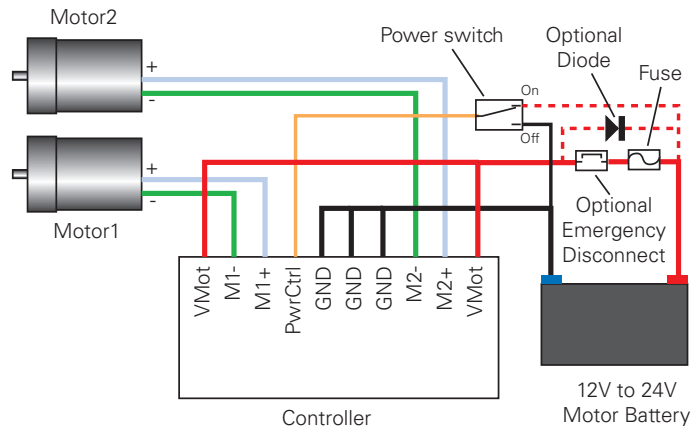 Motor2
+
-
Motor1
+
-
Power switch
On
Off
Optional
Diode
Fuse
Optional
Emergency
Disconnect
VMot
M1-
M1+
PwrCtrl
GND
GND
GND
M2-
M2+
VMot
Controller
12V to 24V
Motor Battery